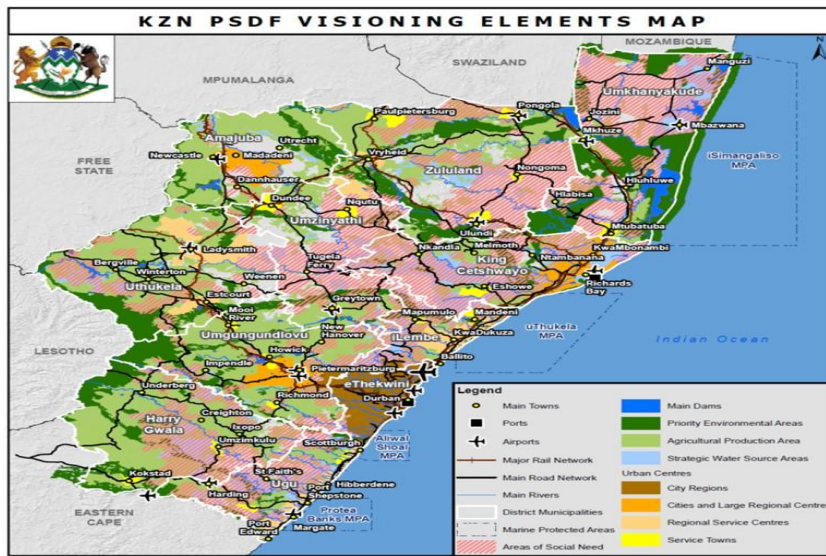 KZN PSDF VISIONING ELEMENTS MAP
MOZAMBIQUE
SWAZILAND
MPUMALANGA
N
Manguzi
Umkhanyakude
Paulpietersburg
Pongola
Jozini
Mbazwana
Mkhuze
Amajuba
Utrecht
Newcastle
Madadeni
Vryheid
iSimangaliso
MPA
FREE
STATE
Zululand
Dannhauser
Nongoma
Hluhluwe
Hlabisa
Dundee
Nqutu
Umzinyathi
Ulundi
Mtubatuba
Nkandla
Melmoth
KwaMbonambi
Ladysmith
King
Cetshwayo
Ntambanana
Bergville
Tugela
Ferry
Winterton
Weenen
Richards
Bay
Uthukela
Eshowe
Estcourt
Greytown
Mooi
River
Mapumulo
Mandeni
uThukela
MPA
New
Hanover
KwaDukuza
Umgungundlovu
iLembe
Indian Ocean
LESOTHO
Howick
Ballito
Impendle
Pietermaritzburg
eThekwini
Underberg
Richmond
Durban
Harry
Gwala
Creighton
Ixopo
Aliwal
Shoal
MPA
Umzimkulu
Scottburgh
St Faith's
Hibberdene
Kokstad
Ugu
Harding
Port
Shepstone
Protea
Banks MPA
EASTERN
CAPE
Margate
Port
Edward
Legend
Main Towns
Ports
Airports
Major Rail Network
Main Road Network
Main Rivers
District Municipalities
Marine Protected Areas
Areas of Social Need
Main Dams
Priority Environmental Areas
Agricultural Production Area
Strategic Water Source Areas
Urban Centres
City Regions
Cities and Large Regional Centre
Regional Service Centres
Service Towns